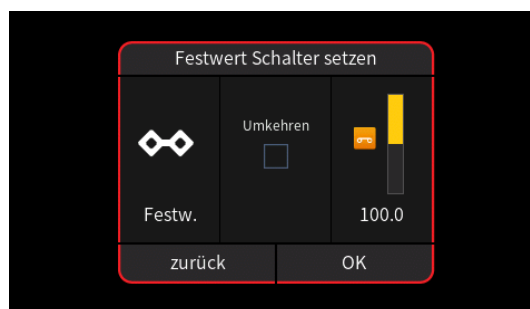 Festwert Schalter setzen
Umkehren
Festw.
100.0
zurück
OK